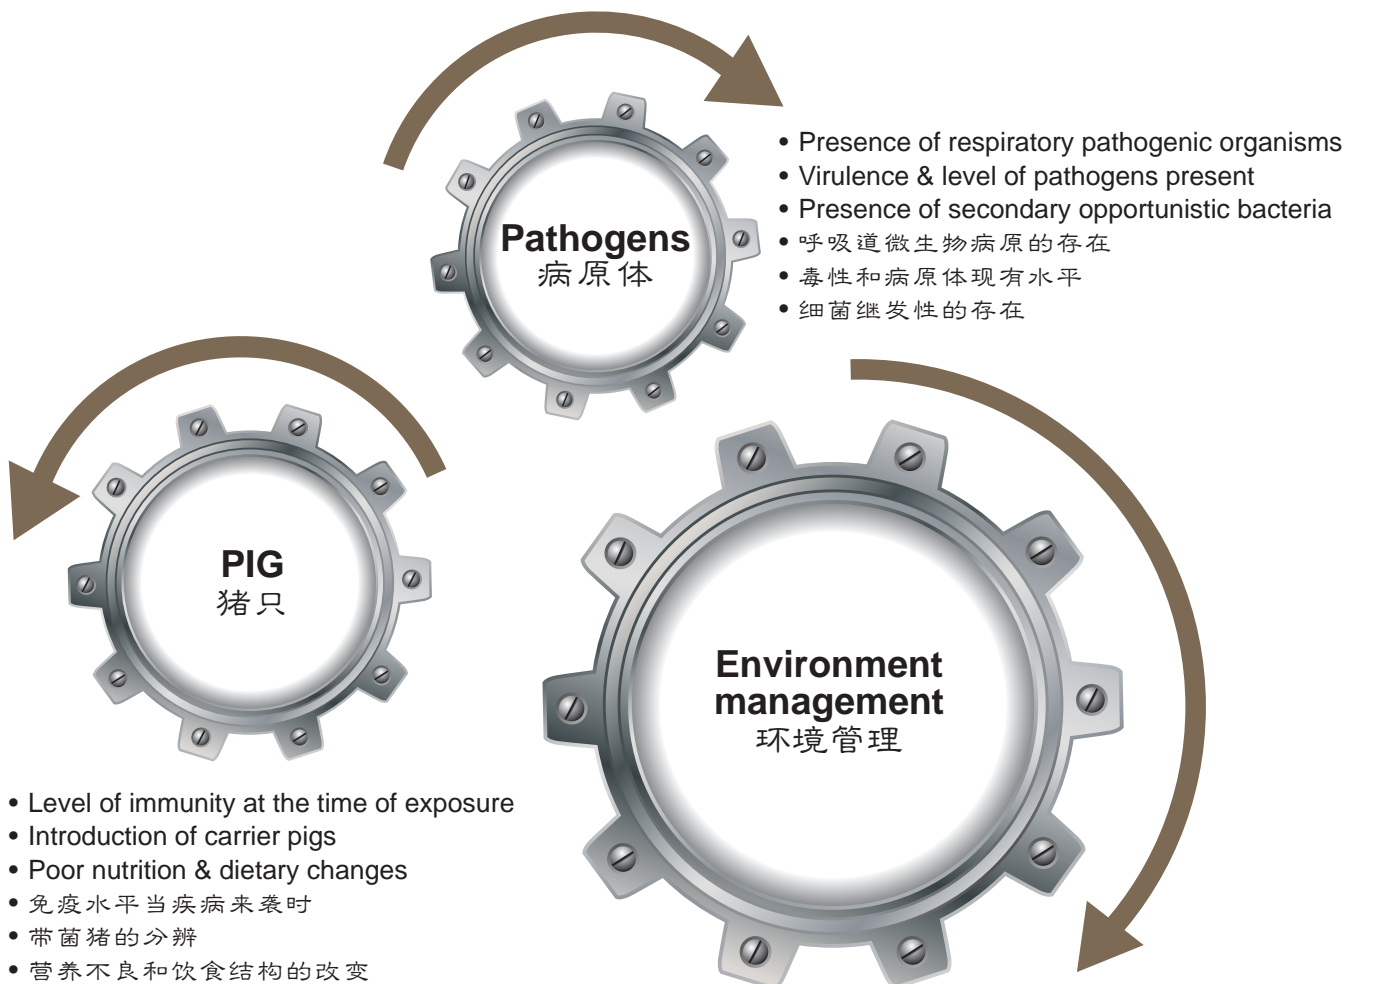 Pathogens
病原体
• Presence of respiratory pathogenic organisms
• Virulence & level of pathogens present
• Presence of secondary opportunistic bacteria
• 呼吸道微生物病原的存在
• 毒性和病原体现有水平
• 细菌继发性的存在
PIG
猪只
• Level of immunity at the time of exposure
• Introduction of carrier pigs
• Poor nutrition & dietary changes
• 免疫水平当疾病来袭时
• 带菌猪的分辨
• 营养不良和饮食结构的改变
Environment
management
环境管理